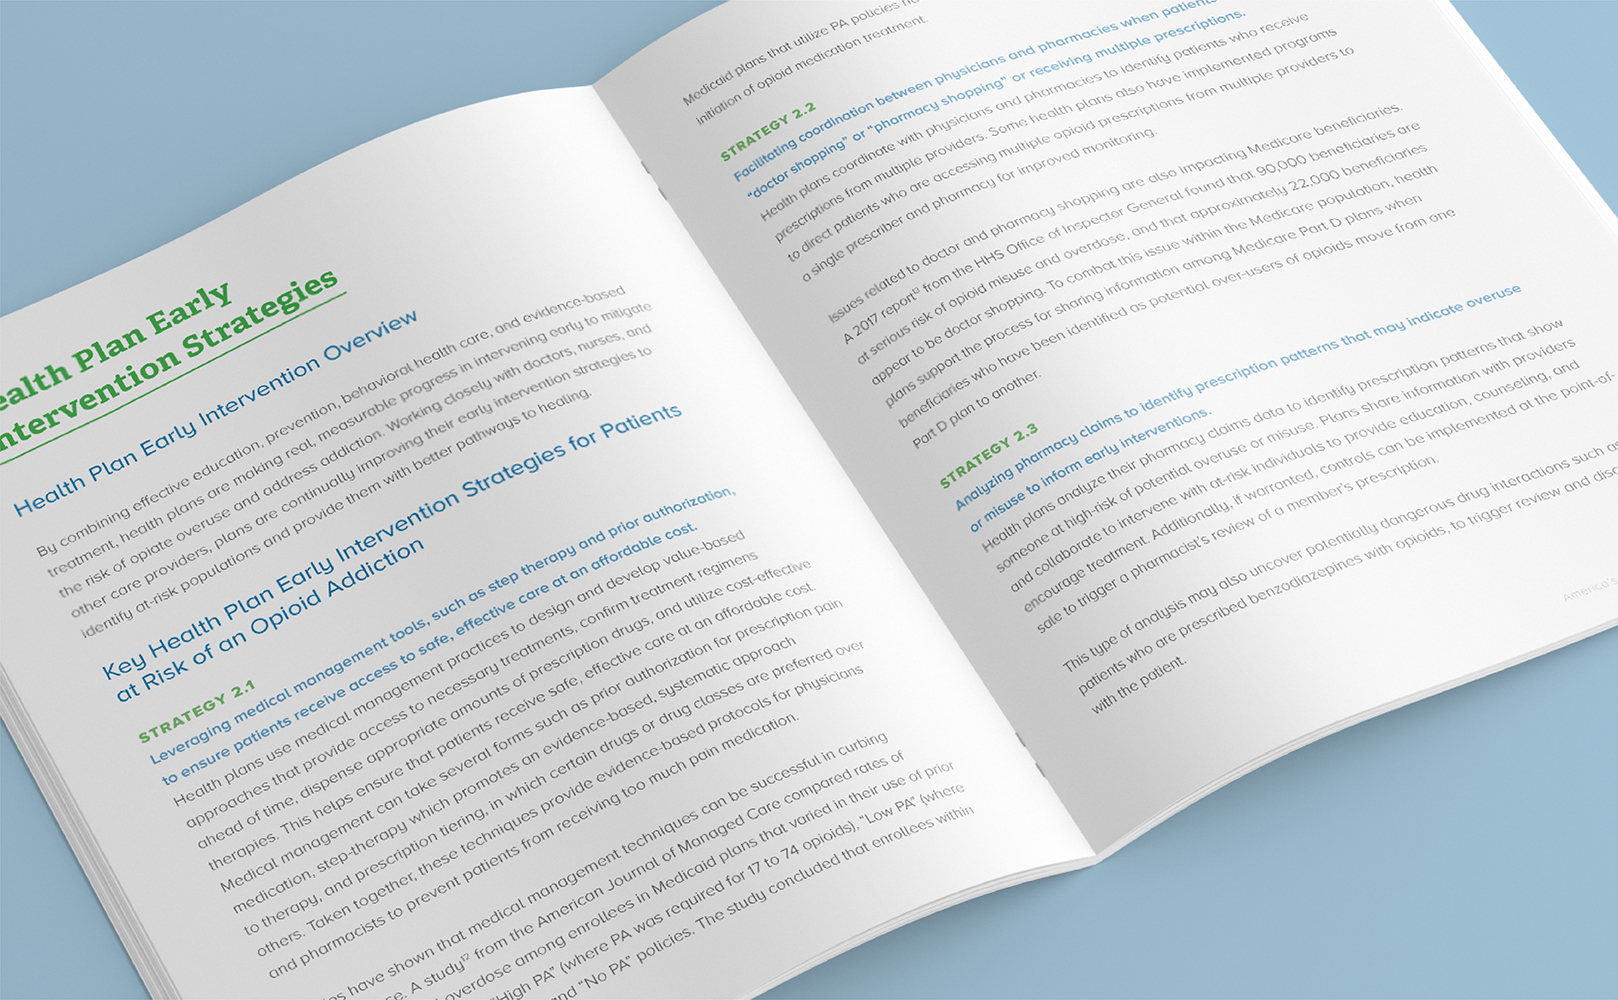 ealth Plan Early
ntervention Strategies
Health Plan Early Intervention Overview
By combining effective education, prevention, behavioral health care, and evidence-based
treatment, health plans are making real, measurable progress in intervening early to mitigate
the risk of opiate overuse and address addiction. Working closely with doctors, nurses, and
other care providers, plans are continually improving their early intervention strategies to
identify at-risk populations and provide them with better pathways to healing.
Key Health Plan Early Intervention Strategies for Patients
at Risk of an Opioid Addiction
STRATEGY 2.1
Leveraging medical management tools, such as step therapy and prior authorization,
to ensure patients receive access to safe, effective care at an affordable cost.
Health plans use medical management practices to design and develop value-based
approaches that provide access to necessary treatments, confirm treatment regimens
ahead of time, dispense appropriate amounts of prescription drugs, and utilize cost-effective
therapies. This helps ensure that patients receive safe, effective care at an affordable cost.
Medical management can take several forms such as prior authorization for prescription pain
medication, step-therapy which promotes an evidence-based, systematic approach
to therapy, and prescription tiering, in which certain drugs or drug classes are preferred over
others. Taken together, these techniques provide evidence-based protocols for physicians
and pharmacists to prevent patients from receiving too much pain medication.
have shown that medical management techniques can be successful in curbing
A study¹² from the American Journal of Managed Care compared rates of
overdose among enrollees in Medicaid plans that varied in their use of prior
"High PA" (where PA was required for 17 to 74 opioids), "Low PA" (where
and "No PA" policies. The study concluded that enrollees within
Medicaid plans that utilize PA policies
initiation of opioid medication treatment.
STRATEGY 2.2
Facilitating coordination between physicians and pharmacies when patients
"doctor shopping" or "pharmacy shopping" or receiving multiple prescriptions.
Health plans coordinate with physicians and pharmacies to identify patients who receive
prescriptions from multiple providers. Some health plans also have implemented programs
to direct patients who are accessing multiple opioid prescriptions from multiple providers to
a single prescriber and pharmacy for improved monitoring.
Issues related to doctor and pharmacy shopping are also impacting Medicare beneficiaries.
A 2017 report¹³ from the HHS Office of Inspector General found that 90,000 beneficiaries are
at serious risk of opioid misuse and overdose, and that approximately 22,000 beneficiaries
appear to be doctor shopping. To combat this issue within the Medicare population, health
plans support the process for sharing information among Medicare Part D plans when
beneficiaries who have been identified as potential over-users of opioids move from one
Part D plan to another.
STRATEGY 2.3
Analyzing pharmacy claims to identify prescription patterns that may indicate overuse
or misuse to inform early interventions.
Health plans analyze their pharmacy claims data to identify prescription patterns that show
someone at high-risk of potential overuse or misuse. Plans share information with providers
and collaborate to intervene with at-risk individuals to provide education, counseling, and
encourage treatment. Additionally, if warranted, controls can be implemented at the point-of-
sale to trigger a pharmacist's review of a member's prescription.
This type of analysis may also uncover potentially dangerous drug interactions such a
patients who are prescribed benzodiazepines with opioids, to trigger review and disc
with the patient.
America's